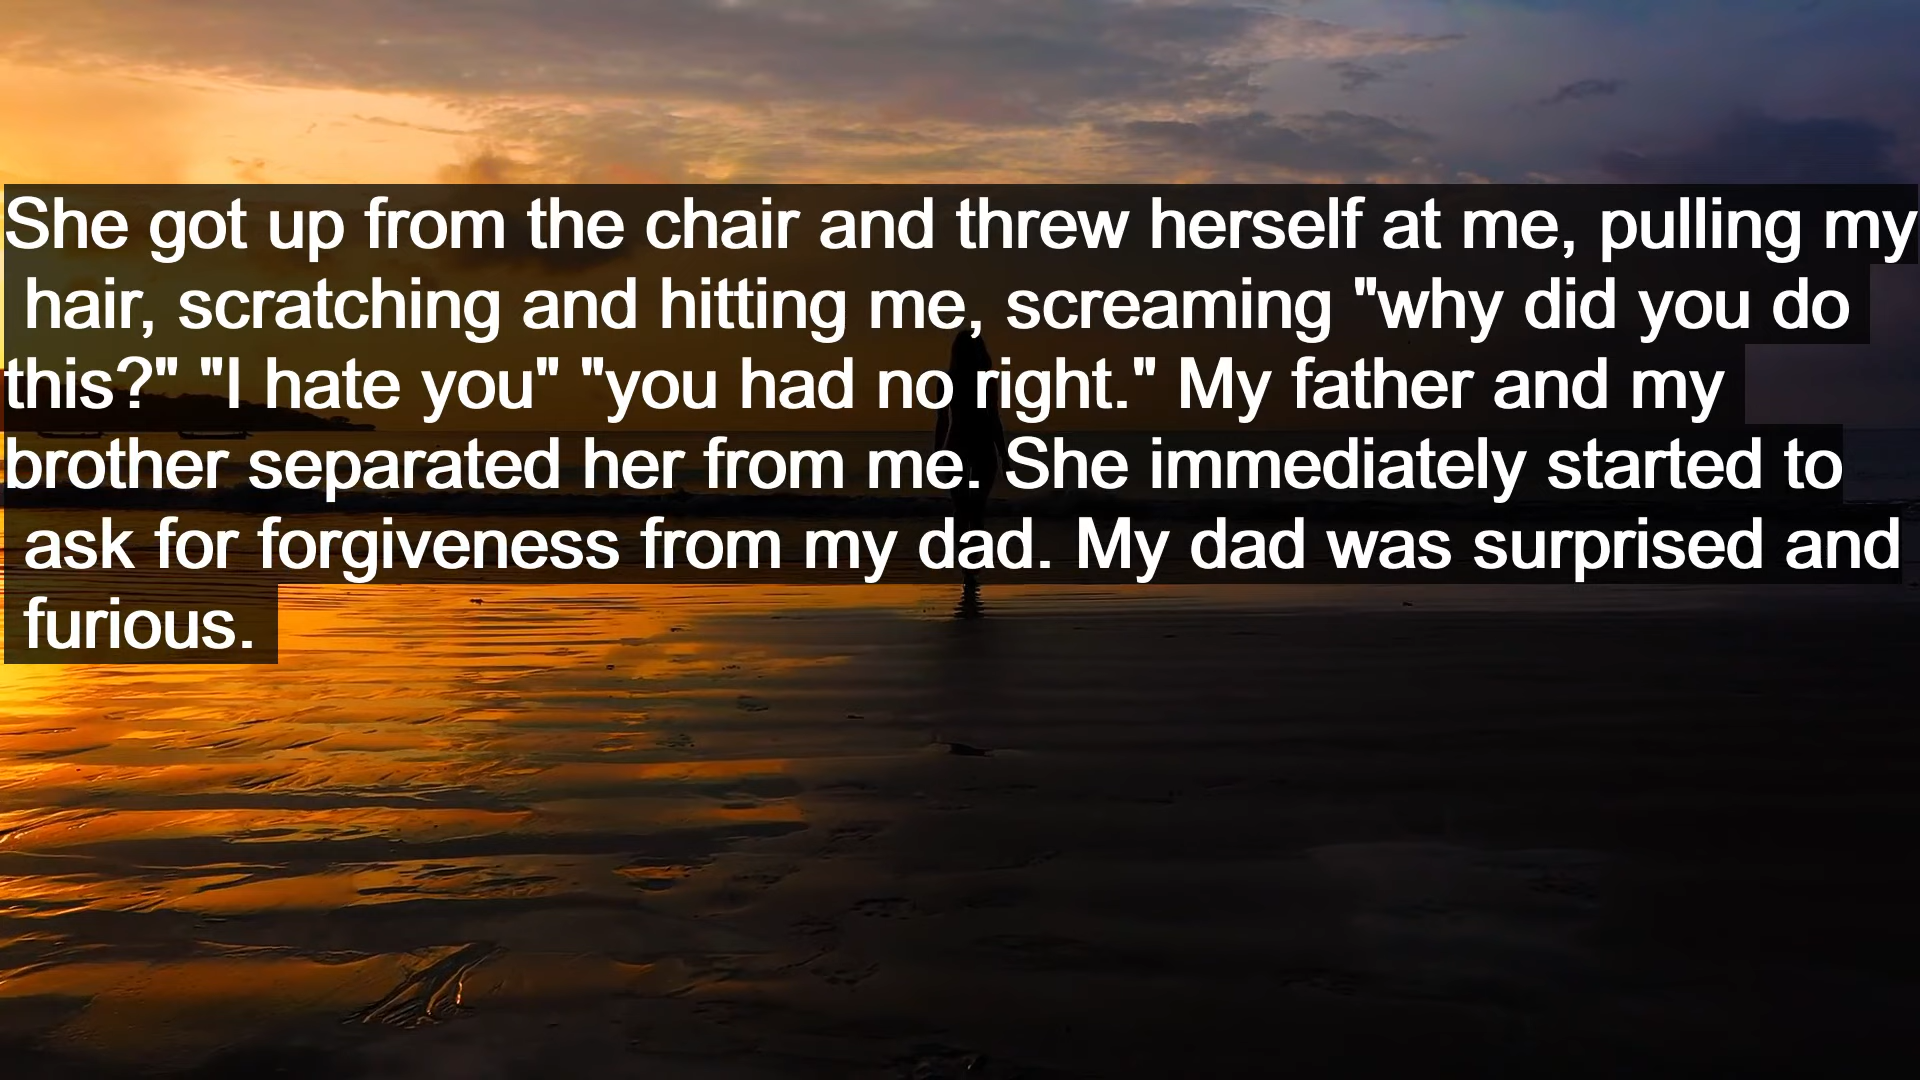 She got up from the chair and threw herself at me, pulling my
hair, scratching and hitting me, screaming "why did you do
this?" "I hate you" "you had no right." My father and my
brother separated her from me. She immediately started to
ask for forgiveness from my dad. My dad was surprised and
furious.